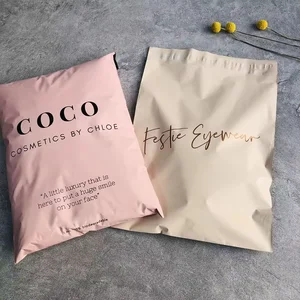 COCO
COSMETICS BY CHLOE
"A little luxury that is
here to put a huge smile
on your face"
Festie Eyewear